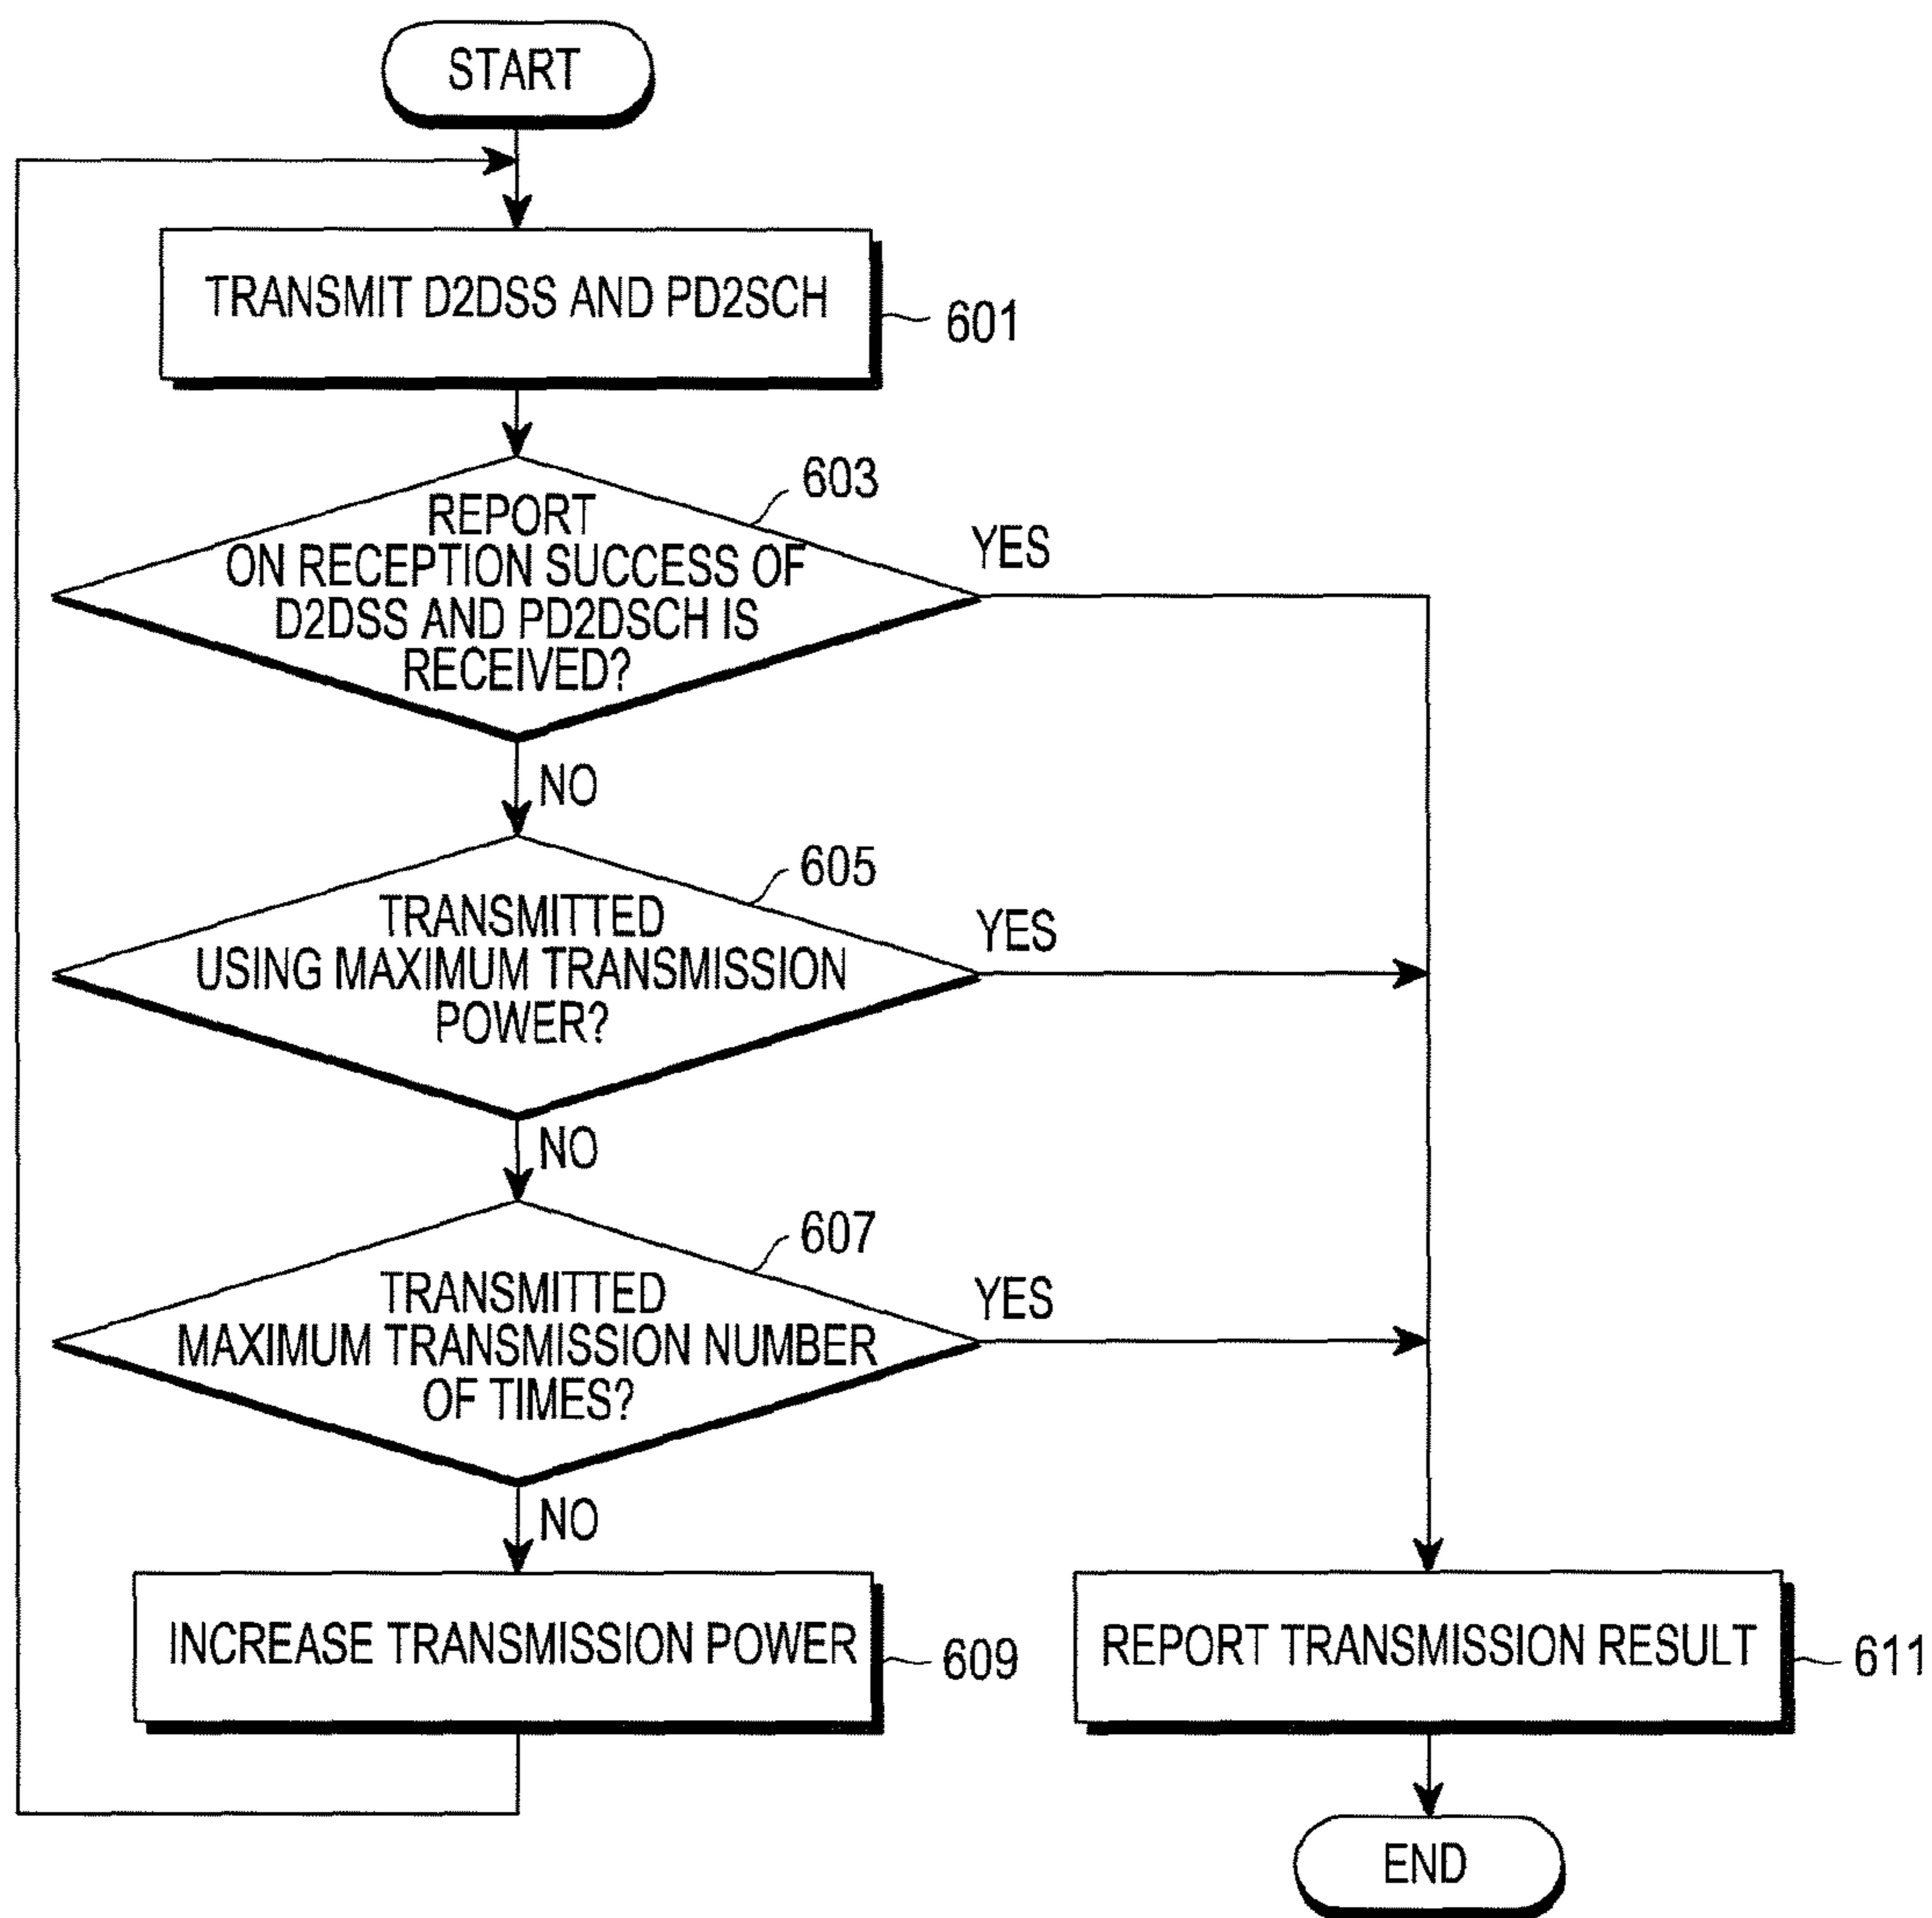 START
TRANSMIT D2DSS AND PD2SCH
601
603
REPORT
ON RECEPTION SUCCESS OF
D2DSS AND PD2DSCH IS
RECEIVED?
YES
NO
605
TRANSMITTED
USING MAXIMUM TRANSMISSION
POWER?
YES
NO
607
TRANSMITTED
MAXIMUM TRANSMISSION NUMBER
OF TIMES?
YES
NO
INCREASE TRANSMISSION POWER
609
REPORT TRANSMISSION RESULT
611
END